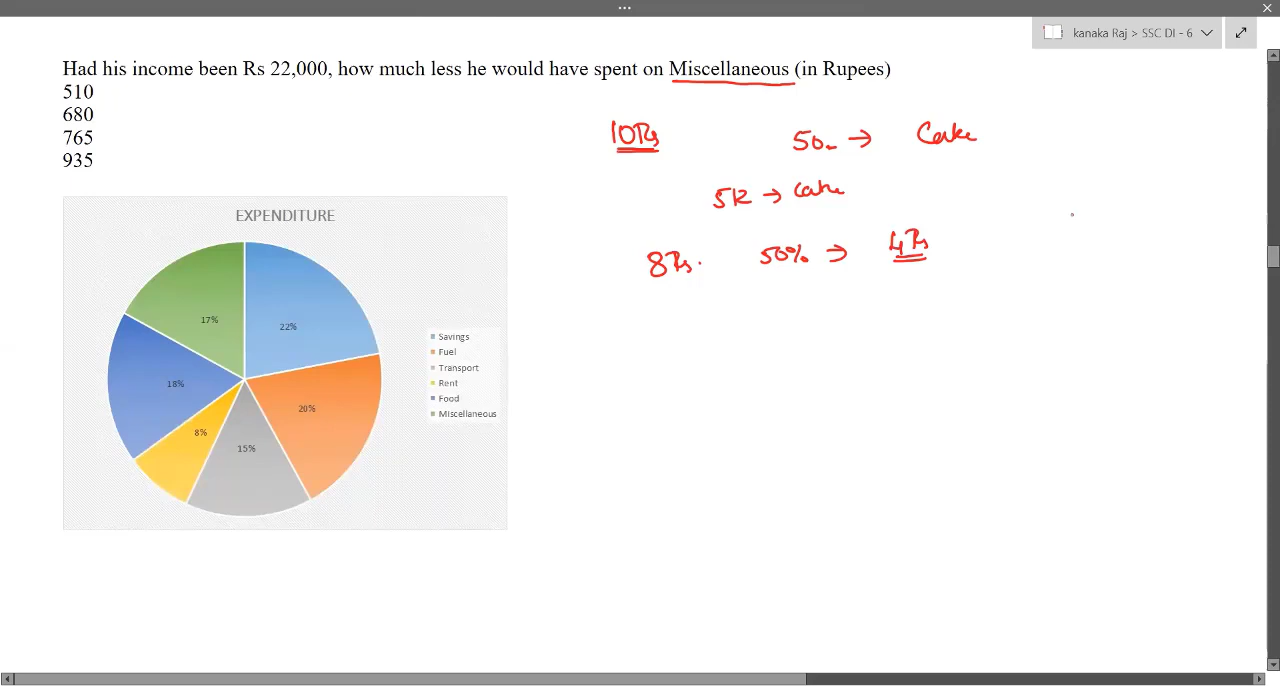 kanaka Raj > SSC DI - 6
Had his income been Rs 22,000, how much less he would have spent on Miscellaneous (in Rupees)
510
680
765
935
10Rs
50% → Cake
5R → Cake
8Rs. 50% → 4Rs
EXPENDITURE
17%
22%
18%
20%
8%
15%
Savings
Fuel
Transport
Rent
Food
Miscellaneous